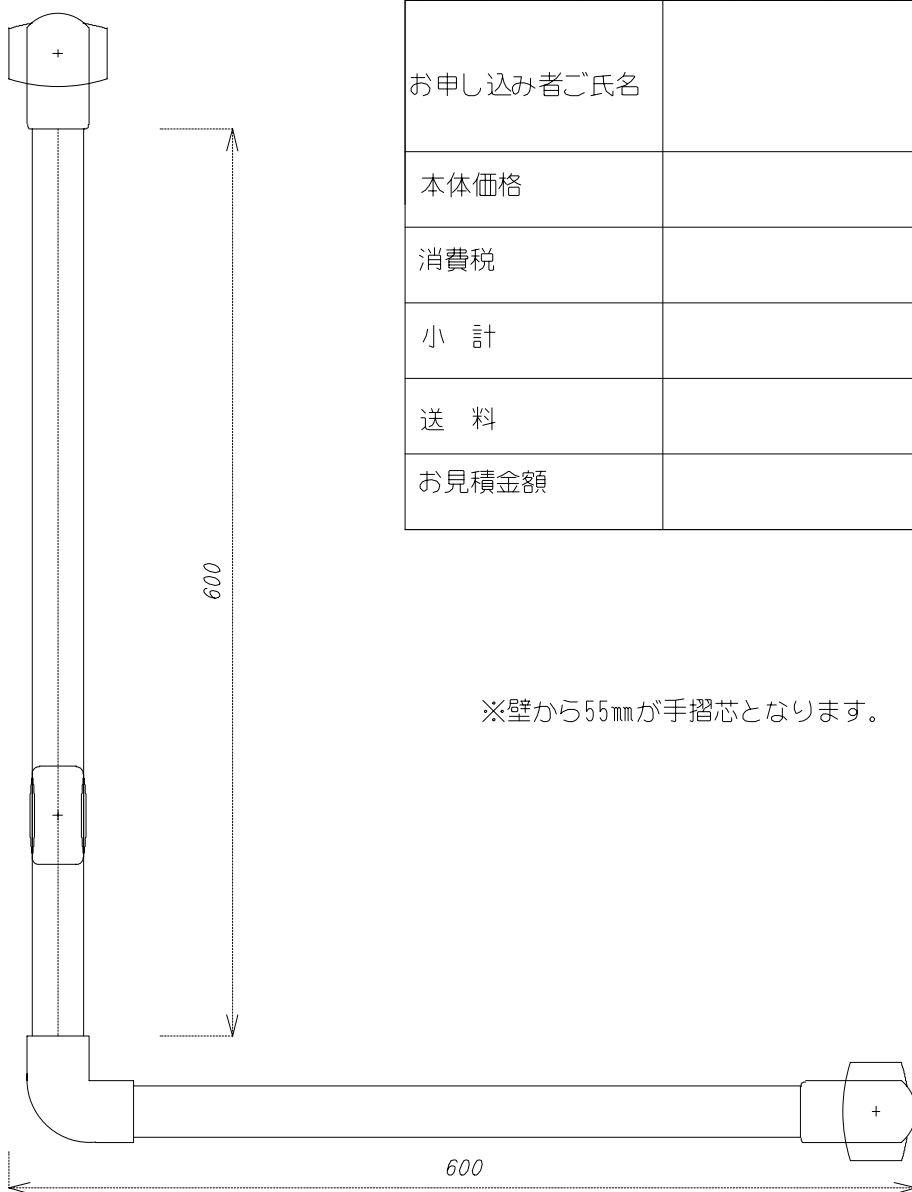 お申し込み者ご氏名
本体価格
消費税
小　計
送　料
お見積金額
600
※壁から55㎜が手摺芯となります。
600